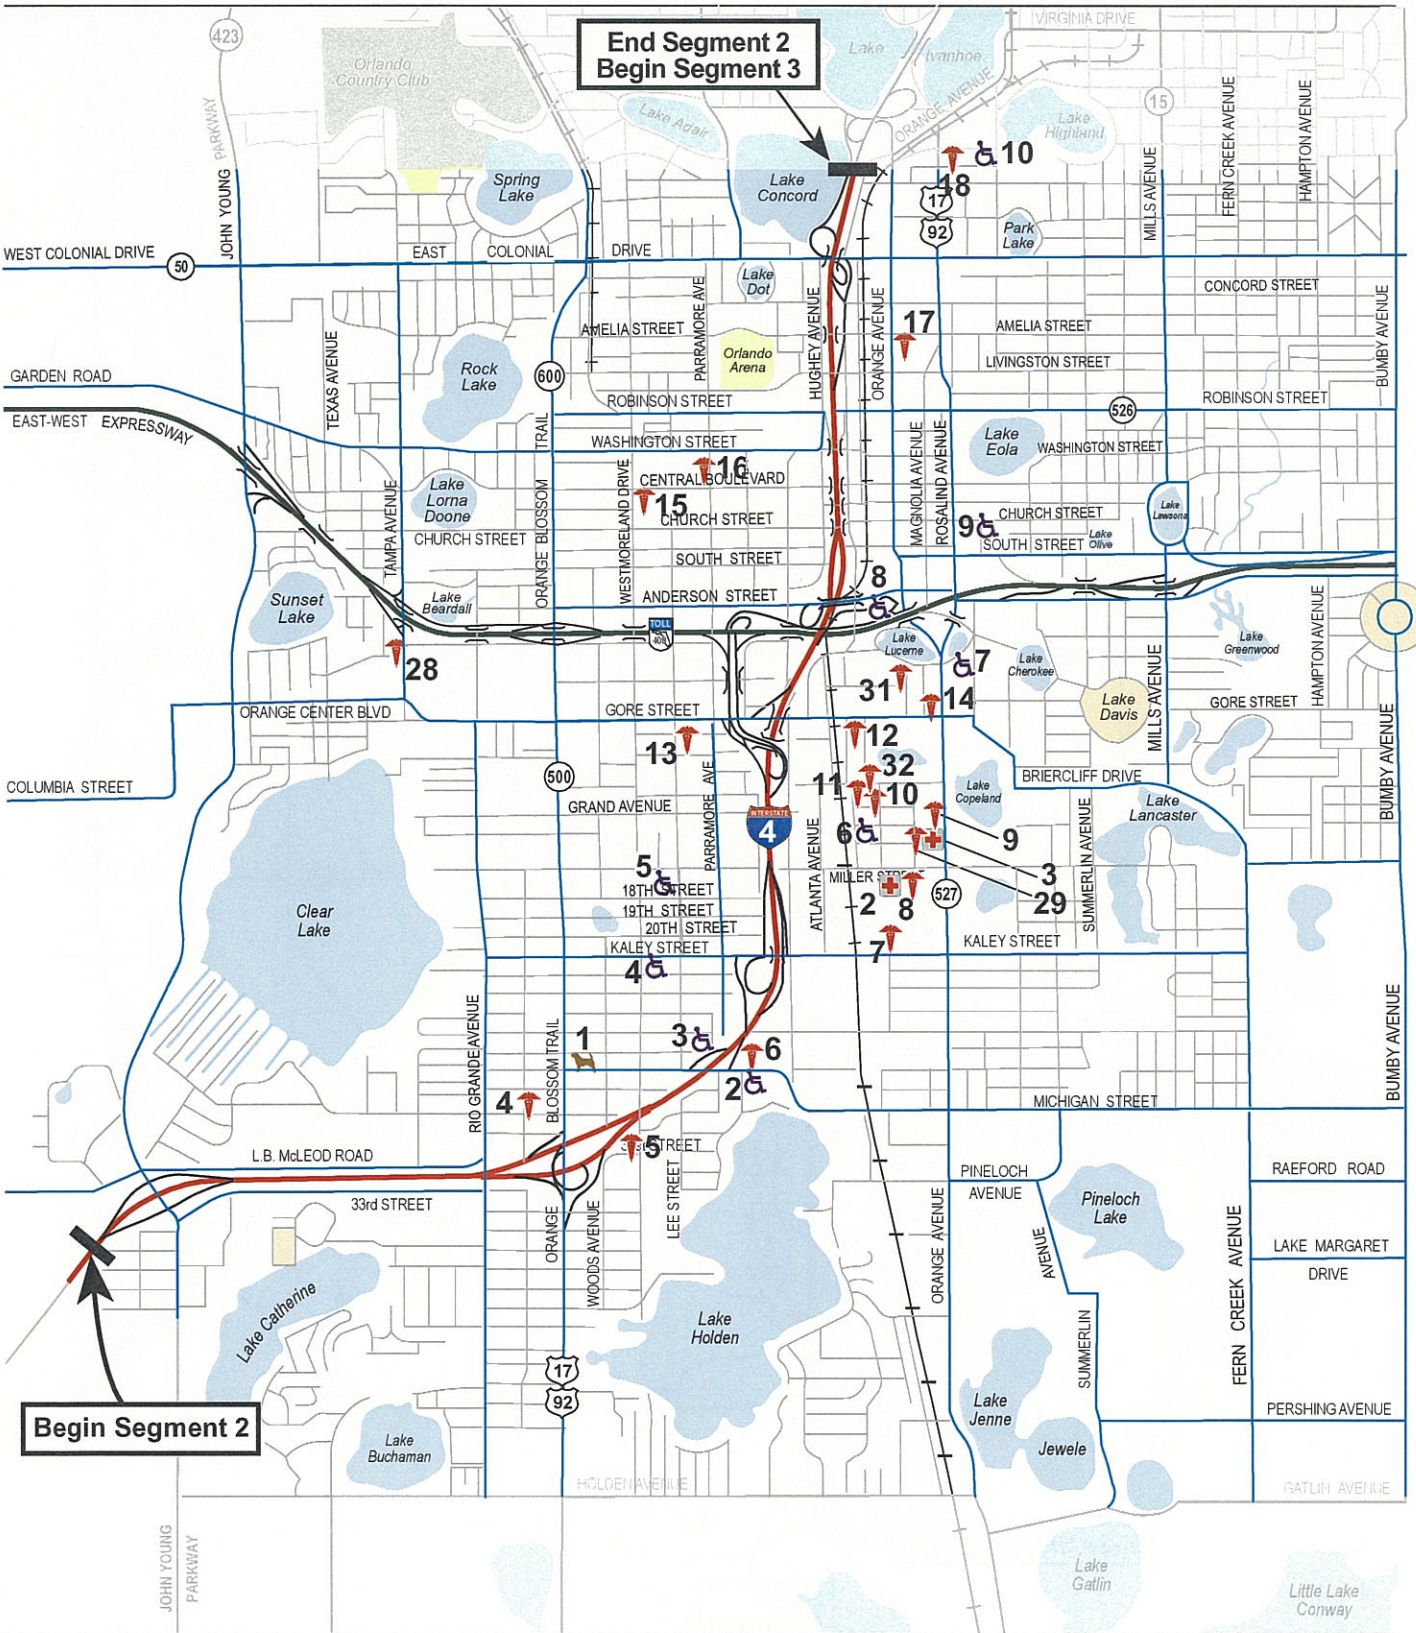 VIRGINIA DRIVE
423
Orlando
Country Club
End Segment 2
Begin Segment 3
Lake
Ivanhoe
ORANGE AVENUE
15
Lake Adair
Lake
Highland
JOHN YOUNG PARKWAY
FERN CREEK AVENUE
HAMPTON AVENUE
MILLS AVENUE
10
18
Spring
Lake
Lake
Concord
17
92
Park
Lake
WEST COLONIAL DRIVE
50
EAST COLONIAL DRIVE
Lake
Dot
CONCORD STREET
PARRAMORE AVE
HUGHEY AVENUE
ORANGE AVENUE
BUMBY AVENUE
17
AMELIA STREET
AMELIA STREET
TEXAS AVENUE
Orlando
Arena
LIVINGSTON STREET
Rock
Lake
GARDEN ROAD
600
ROBINSON STREET
ROBINSON STREET
526
EAST-WEST EXPRESSWAY
WASHINGTON STREET
Lake
Eola
WASHINGTON STREET
MAGNOLIA AVENUE
ROSALIND AVENUE
16
CENTRAL BOULEVARD
15
CHURCH STREET
Lake
Lorna
Doone
TAMPA AVENUE
CHURCH STREET
ORANGE BLOSSOM TRAIL
WESTMORELAND DRIVE
SOUTH STREET
9
CHURCH STREET
SOUTH STREET
Lake
Olive
Lake
Lawsona
8
ANDERSON STREET
Sunset
Lake
Lake
Beardall
TOLL
408
HAMPTON AVENUE
Lake
Lucerne
7
Lake
Cherokee
Lake
Greenwood
28
31
14
Lake
Davis
MILLS AVENUE
GORE STREET
ORANGE CENTER BLVD
GORE STREET
BUMBY AVENUE
12
13
COLUMBIA STREET
500
32
11
10
Lake
Copeland
BRIERCLIFF DRIVE
Lake
Lancaster
GRAND AVENUE
PARRAMORE AVE
INTERSTATE
4
ATLANTA AVENUE
6
9
SUMMERLIN AVENUE
5
18TH STREET
MILLER STREET
3
527
29
2
8
19TH STREET
20TH STREET
Clear
Lake
KALEY STREET
KALEY STREET
7
4
RIO GRANDE AVENUE
BLOSSOM TRAIL
BUMBY AVENUE
1
3
6
2
4
MICHIGAN STREET
5
31st STREET
L.B. McLEOD ROAD
PINELOCH
AVENUE
RAEFORD ROAD
33rd STREET
LEE STREET
Pineloch
Lake
ORANGE
WOODS AVENUE
ORANGE AVENUE
AVENUE
FERN CREEK AVENUE
LAKE MARGARET
DRIVE
Lake Catherine
Lake
Holden
SUMMERLIN
17
92
Lake
Jenne
PERSHING AVENUE
Begin Segment 2
Lake
Buchaman
Jewele
HOLDEN AVENUE
GATLIN AVENUE
JOHN YOUNG
PARKWAY
Lake
Gatlin
Little Lake
Conway